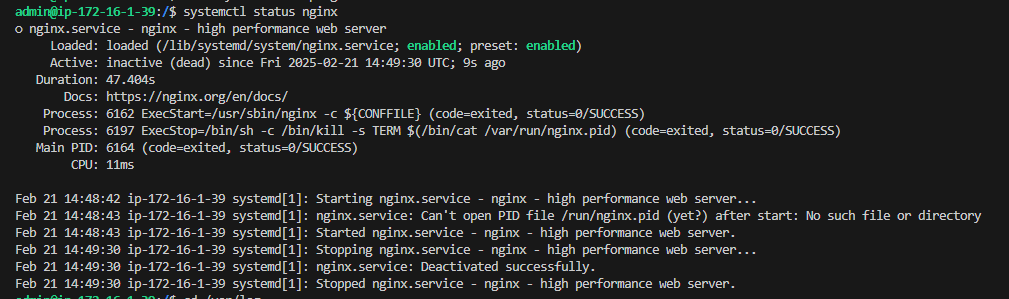 admin@ip-172-16-1-39:/$ systemctl status nginx
○ nginx.service - nginx - high performance web server
Loaded: loaded (/lib/systemd/system/nginx.service; enabled; preset: enabled)
Active: inactive (dead) since Fri 2025-02-21 14:49:30 UTC; 9s ago
Duration: 47.404s
Docs: https://nginx.org/en/docs/
Process: 6162 ExecStart=/usr/sbin/nginx -c ${CONFFILE} (code=exited, status=0/SUCCESS)
Process: 6197 ExecStop=/bin/sh -c /bin/kill -s TERM $(/bin/cat /var/run/nginx.pid) (code=exited, status=0/SUCCESS)
Main PID: 6164 (code=exited, status=0/SUCCESS)
CPU: 11ms
Feb 21 14:48:42 ip-172-16-1-39 systemd[1]: Starting nginx.service - nginx - high performance web server...
Feb 21 14:48:43 ip-172-16-1-39 systemd[1]: nginx.service: Can't open PID file /run/nginx.pid (yet?) after start: No such file or directory
Feb 21 14:48:43 ip-172-16-1-39 systemd[1]: Started nginx.service - nginx - high performance web server.
Feb 21 14:49:30 ip-172-16-1-39 systemd[1]: Stopping nginx.service - nginx - high performance web server...
Feb 21 14:49:30 ip-172-16-1-39 systemd[1]: nginx.service: Deactivated successfully.
Feb 21 14:49:30 ip-172-16-1-39 systemd[1]: Stopped nginx.service - nginx - high performance web server.